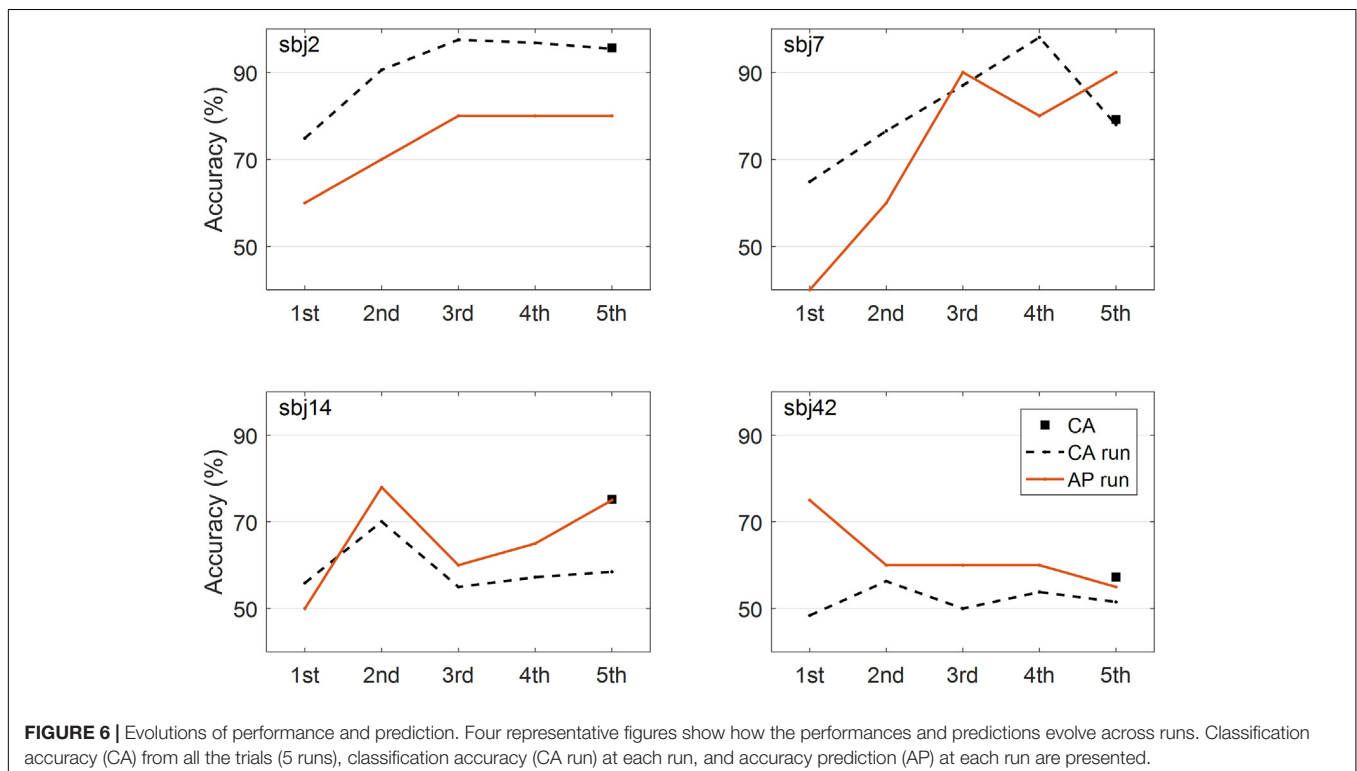 sbj2
Accuracy (%)
90
70
50
1st 2nd 3rd 4th 5th
sbj7
90
70
50
1st 2nd 3rd 4th 5th
sbj14
Accuracy (%)
90
70
50
1st 2nd 3rd 4th 5th
sbj42
90
70
50
1st 2nd 3rd 4th 5th
CA
CA run
AP run
FIGURE 6 | Evolutions of performance and prediction. Four representative figures show how the performances and predictions evolve across runs. Classification
accuracy (CA) from all the trials (5 runs), classification accuracy (CA run) at each run, and accuracy prediction (AP) at each run are presented.